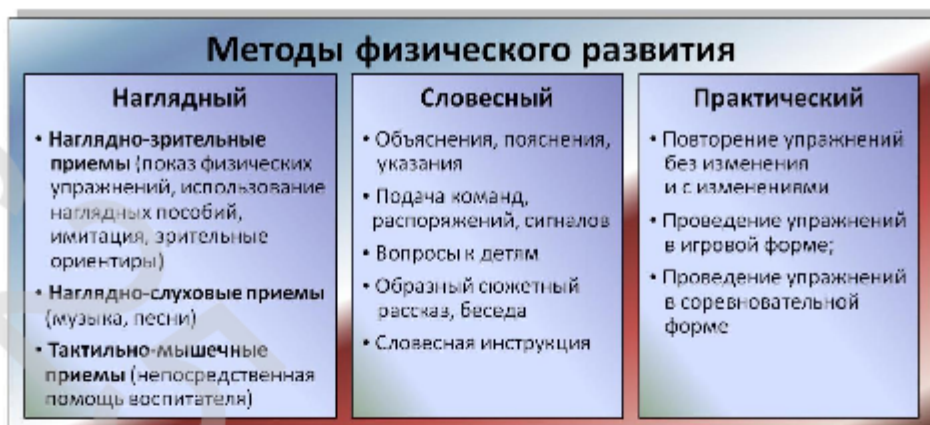 Методы физического развития
Наглядный
• Наглядно-зрительные
приемы (показ физических
упражнений, использование
наглядных пособий,
имитация, зрительные
ориентиры)
• Наглядно-слуховые приемы
(музыка, песни)
• Тактильно-мышечные
приемы (непосредственная
помощь воспитателя)
Словесный
• Объяснения, пояснения,
указания
• Подача команд,
распоряжений, сигналов
• Вопросы к детям
• Образный сюжетный
рассказ, беседа
• Словесная инструкция
Практический
• Повторение упражнений
без изменения
и с изменениями
• Проведение упражнений
в игровой форме;
• Проведение упражнений
в соревновательной
форме